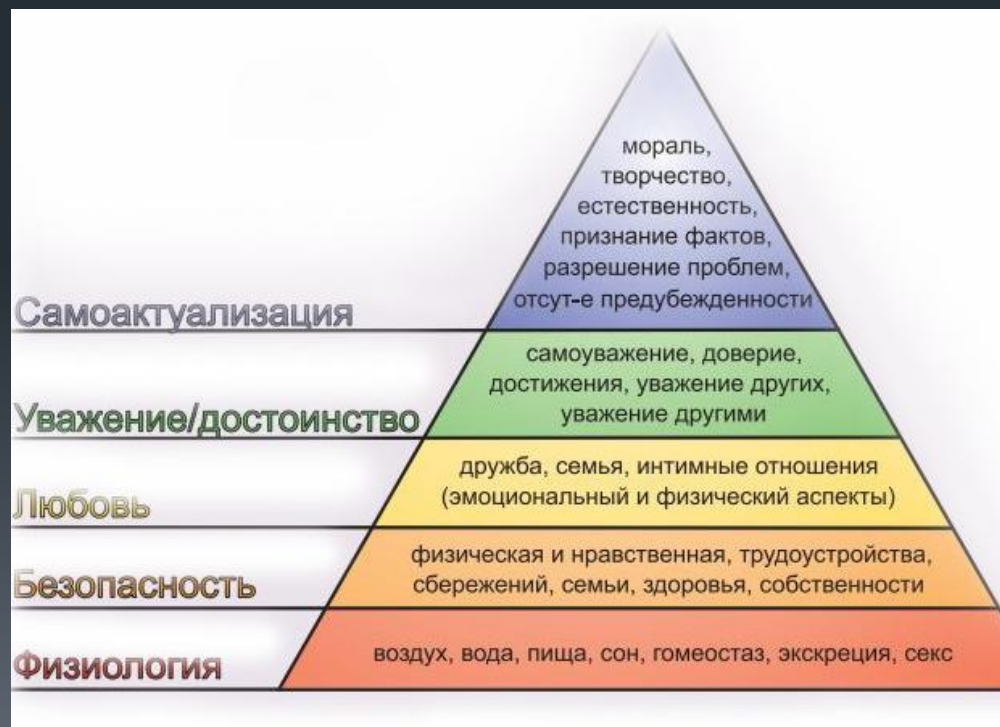 мораль,
творчество,
естественность,
признание фактов,
разрешение проблем,
отсут-е предубежденности
Самоактуализация
самоуважение, доверие,
достижения, уважение других,
уважение другими
Уважение/достоинство
дружба, семья, интимные отношения
(эмоциональный и физический аспекты)
Любовь
физическая и нравственная, трудоустройства,
сбережений, семьи, здоровья, собственности
Безопасность
воздух, вода, пища, сон, гомеостаз, экскреция, секс
Физиология